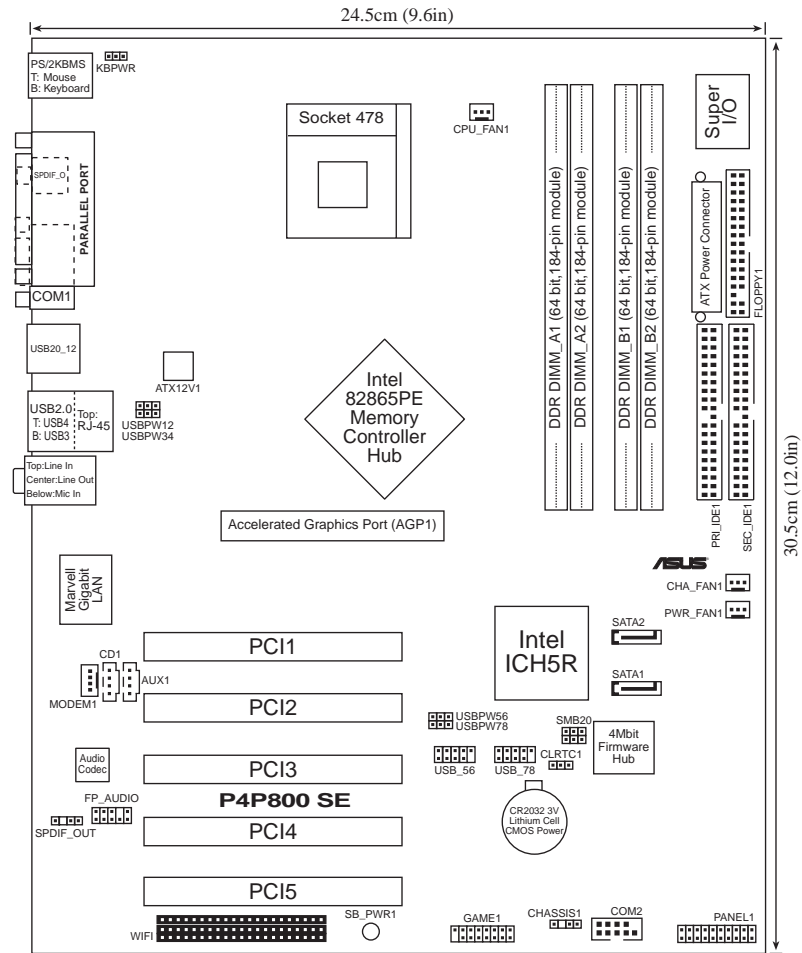 24.5cm (9.6in)
PS/2KBMS
T: Mouse
B: Keyboard
KBPWR
Socket 478
CPU_FAN1
Super
I/O
SPDIF_O
PARALLEL PORT
DDR DIMM_A1 (64 bit,184-pin module)
DDR DIMM_A2 (64 bit,184-pin module)
DDR DIMM_B1 (64 bit,184-pin module)
DDR DIMM_B2 (64 bit,184-pin module)
ATX Power Connector
FLOPPY1
COM1
USB20_12
ATX12V1
Intel
82865PE
Memory
Controller
Hub
USB2.0
T: USB4
B: USB3
Top:
RJ-45
USBPW12
USBPW34
30.5cm (12.0in)
Top:Line In
Center:Line Out
Below:Mic In
PRI_IDE1
SEC_IDE1
Accelerated Graphics Port (AGP1)
ASUS
Marvell
Gigabit
LAN
CHA_FAN1
PWR_FAN1
Intel
ICH5R
SATA2
PCI1
CD1
AUX1
MODEM1
SATA1
PCI2
USBPW56
USBPW78
SMB20
4Mbit
Firmware
Hub
Audio
Codec
PCI3
USB_56
USB_78
CLRTC1
FP_AUDIO
P4P800 SE
CR2032 3V
Lithium Cell
CMOS Power
SPDIF_OUT
PCI4
PCI5
WIFI
SB_PWR1
GAME1
CHASSIS1
COM2
PANEL1